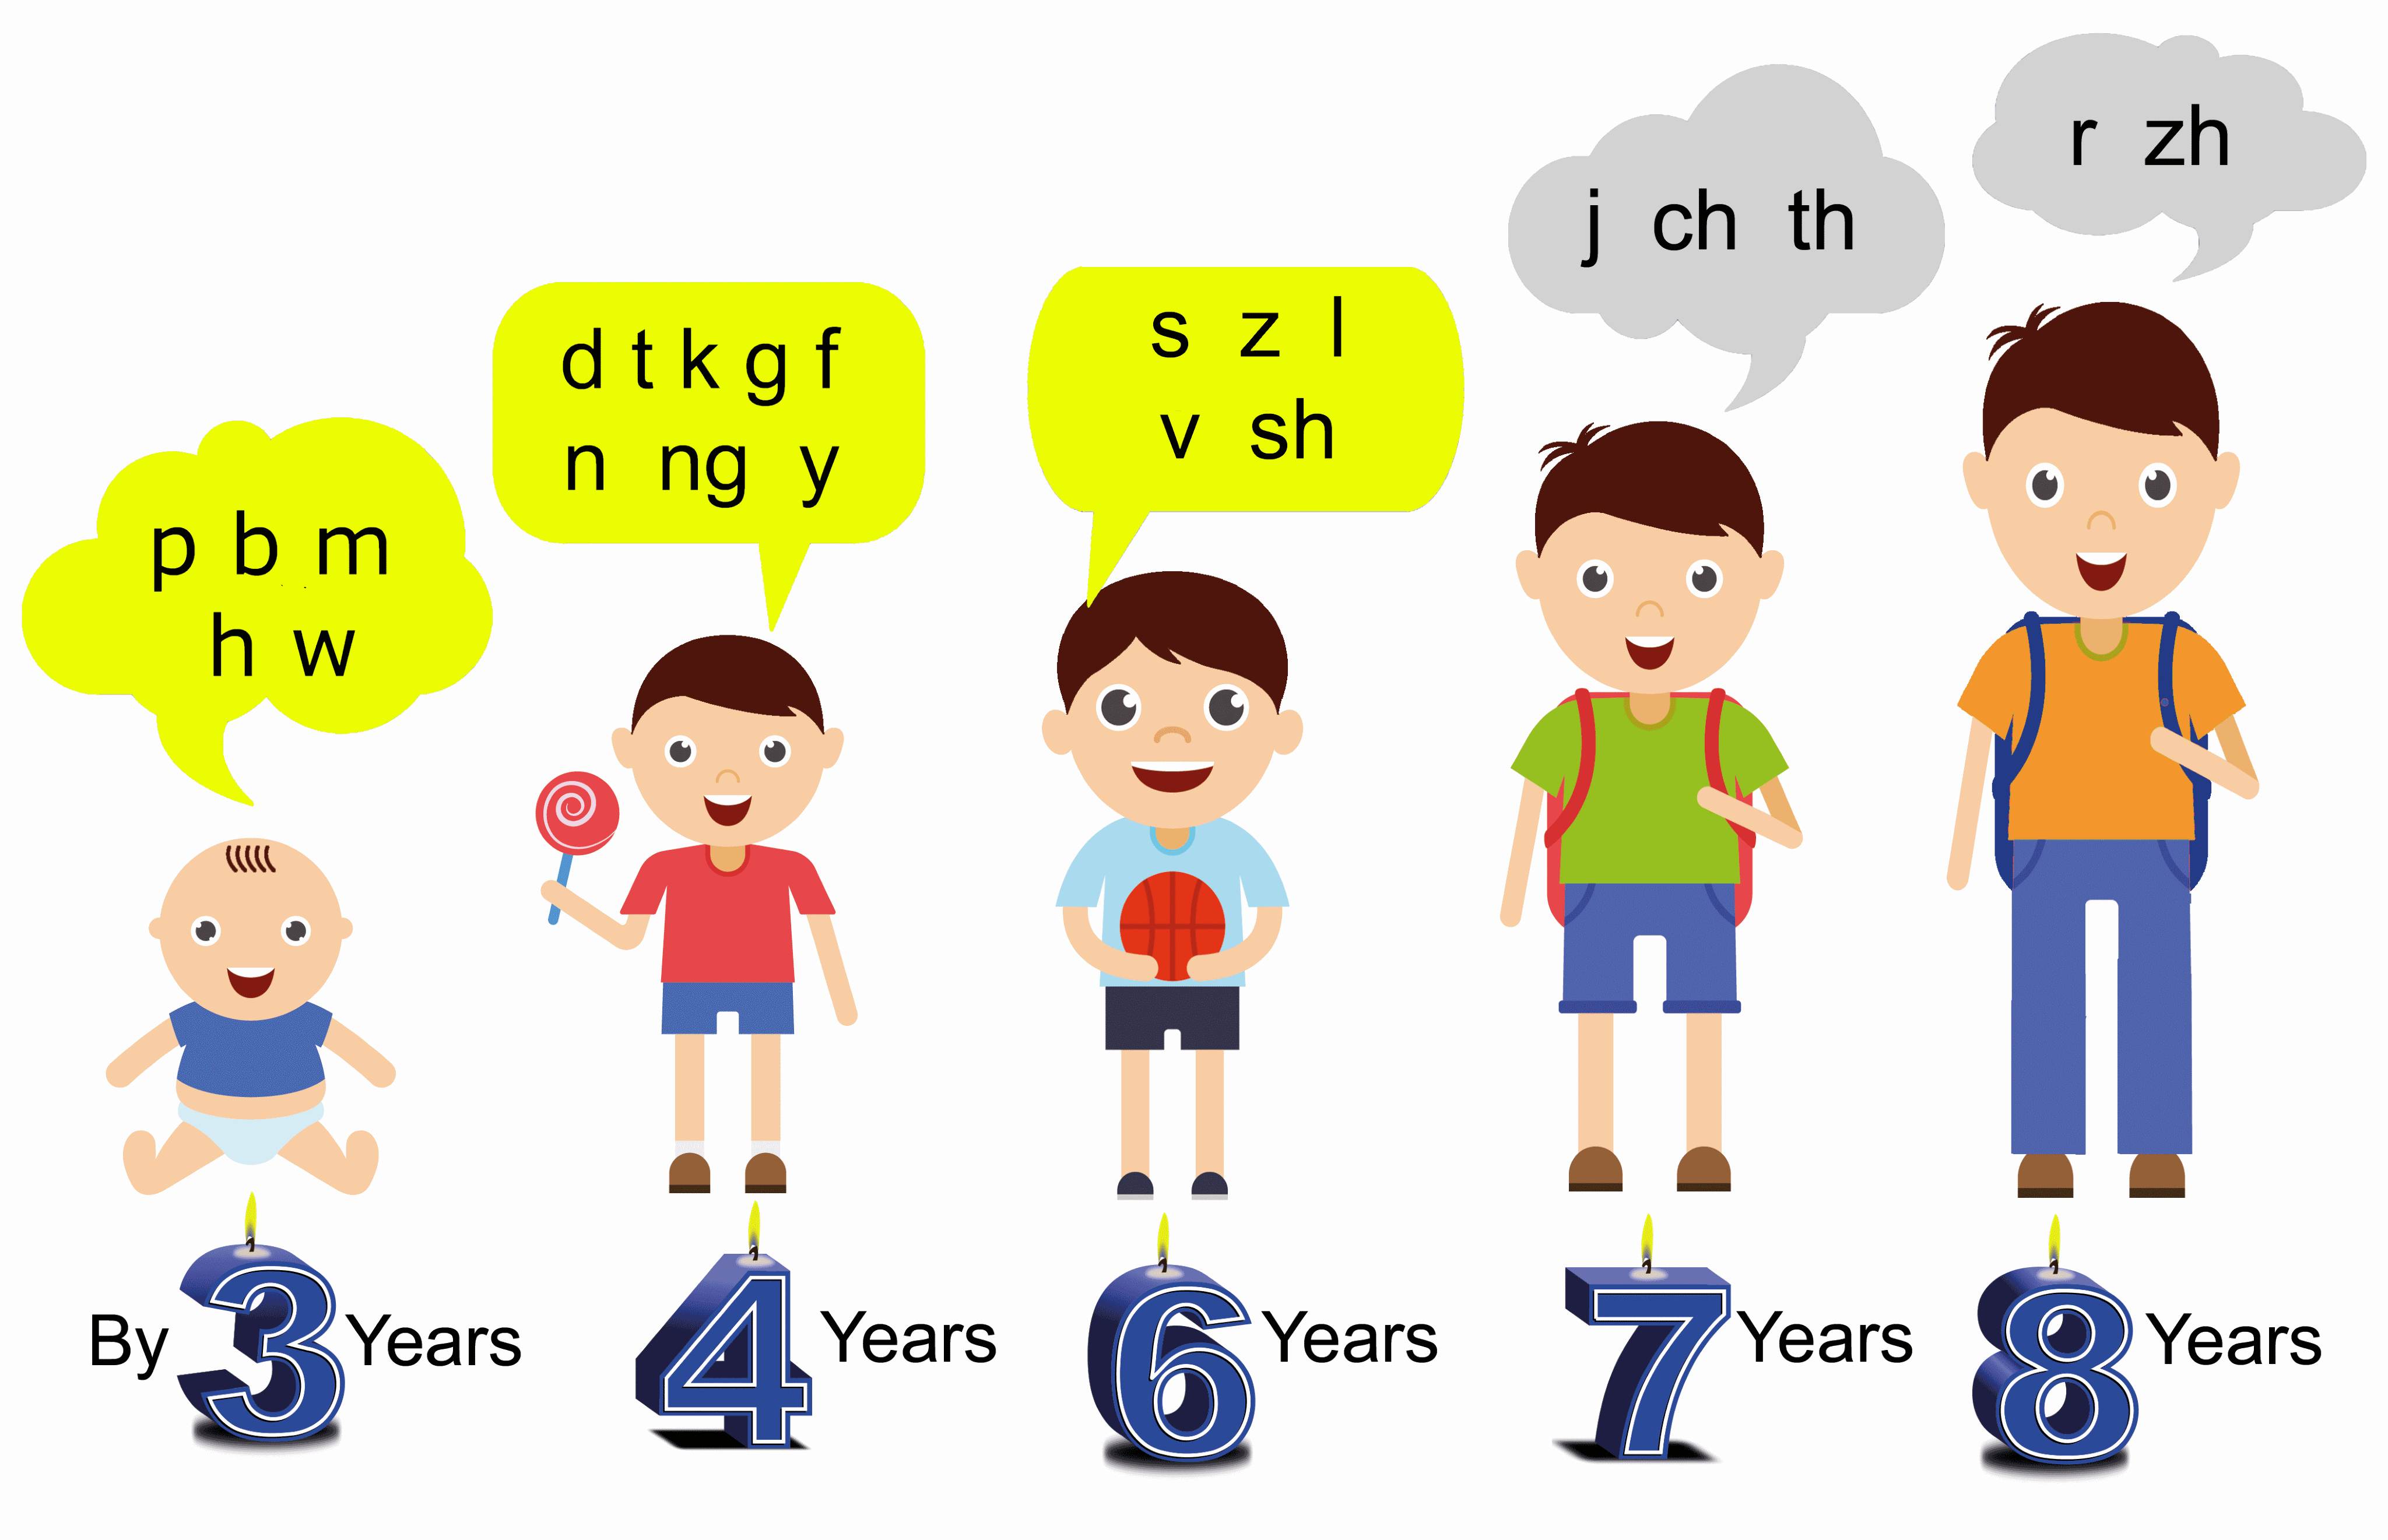 p b m
h w
d t k g f
n ng y
s z l
v sh
j ch th
r zh
By 3 Years
4 Years
6 Years
7 Years
8 Years